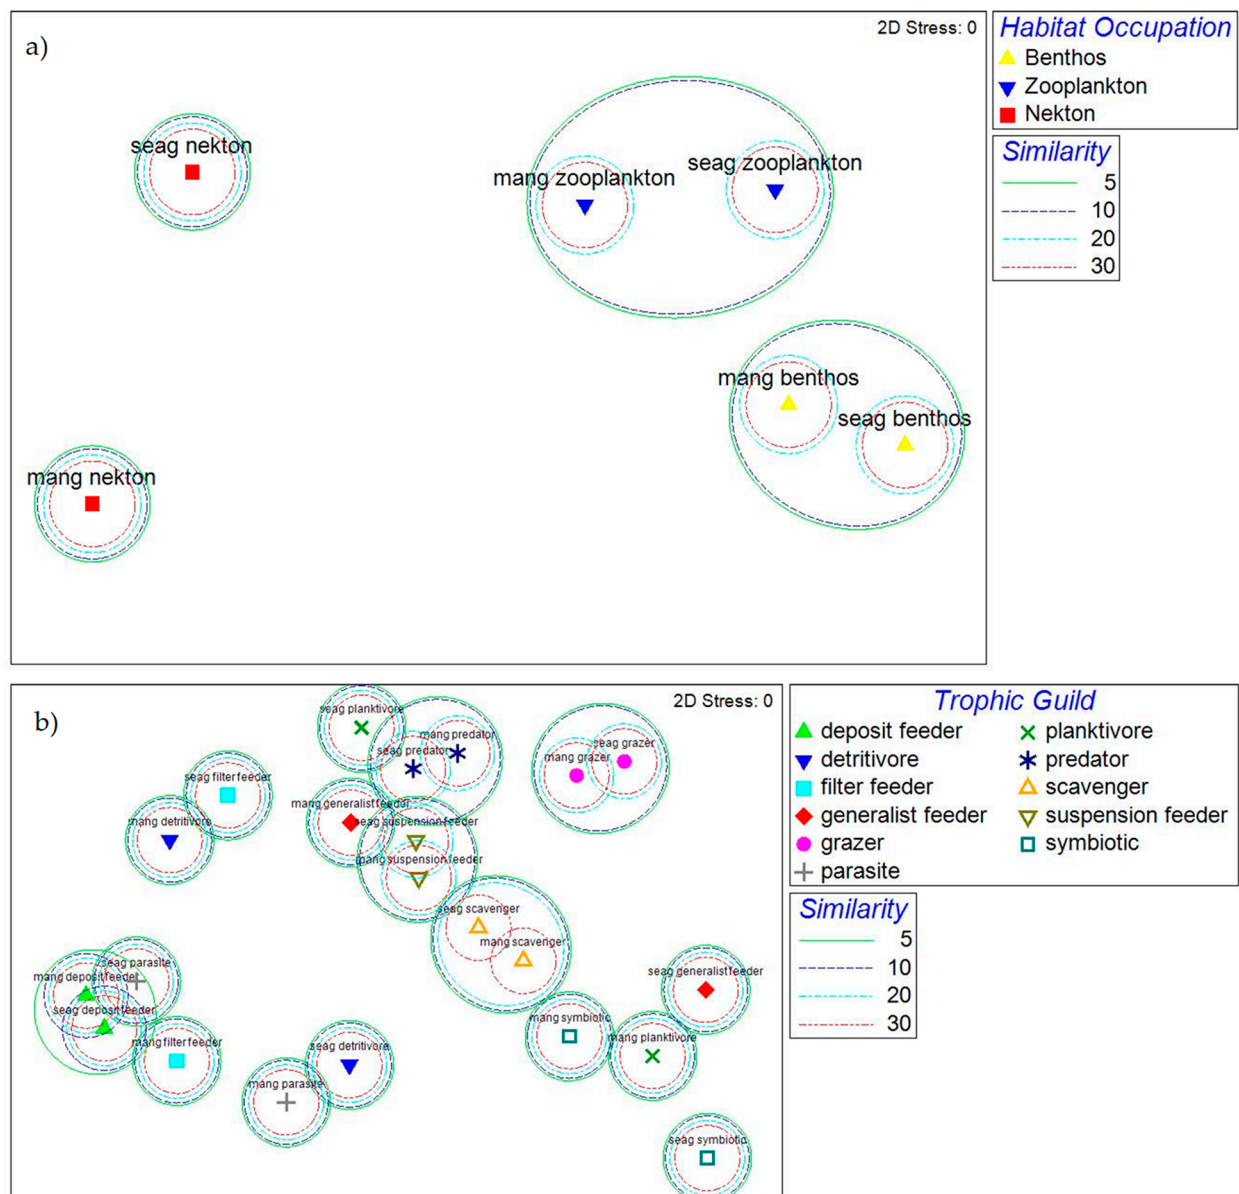 a)
2D Stress: 0
seag nekton
mang zooplankton
seag zooplankton
mang benthos
seag benthos
mang nekton
Habitat Occupation
Benthos
Zooplankton
Nekton
Similarity
5
10
20
30
b)
2D Stress: 0
seag planktivore
mang predator
seag predator
seag grazer
mang grazer
seag filter feeder
mang generalist feeder
mang detritivore
seag suspension feeder
mang suspension feeder
seag scavenger
mang scavenger
seag parasite
mang deposit feeder
seag deposit feeder
seag generalist feeder
mang symbiotic
mang planktivore
mang filter feeder
seag detritivore
mang parasite
seag symbiotic
Trophic Guild
deposit feeder
detritivore
filter feeder
generalist feeder
grazer
parasite
planktivore
predator
scavenger
suspension feeder
symbiotic
Similarity
5
10
20
30